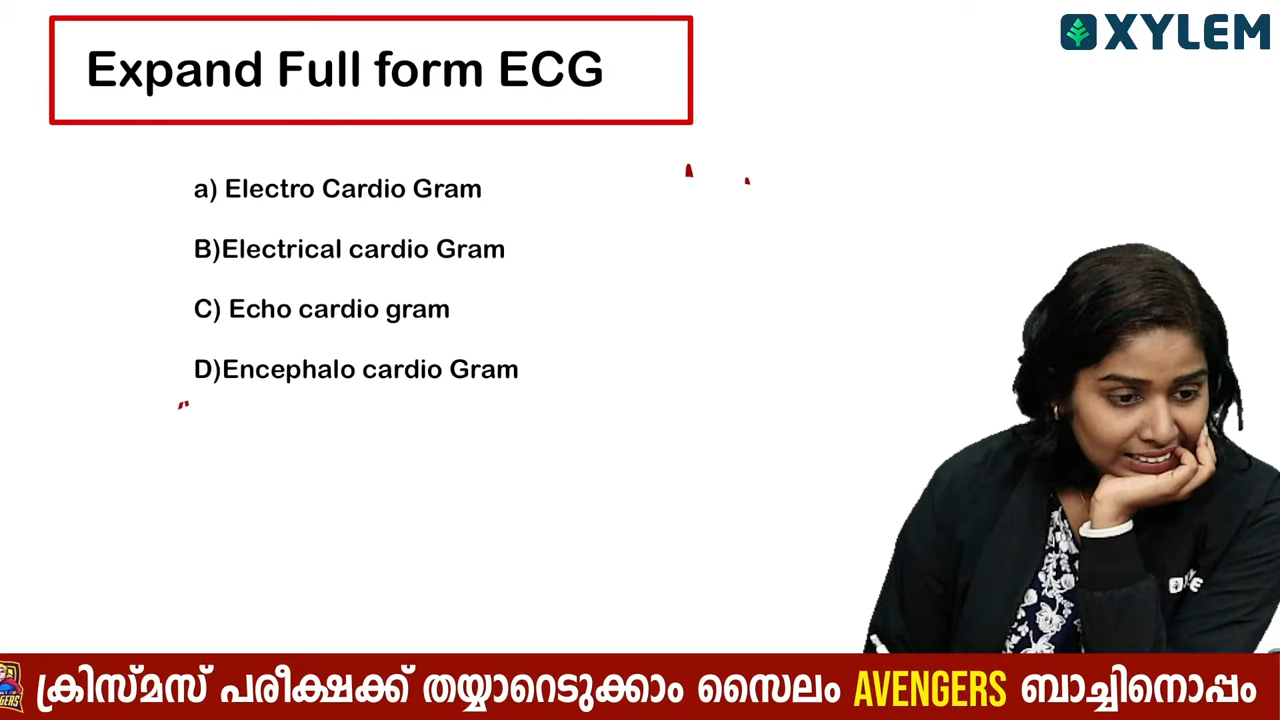 XYLEM
Expand Full form ECG
a) Electro Cardio Gram
B)Electrical cardio Gram
C) Echo cardio gram
D)Encephalo cardio Gram
ക്രിസ്മസ് പരീക്ഷക്ക് തയ്യാറെടുക്കാം സൈലം AVENGERS ബാച്ചിനൊപ്പം